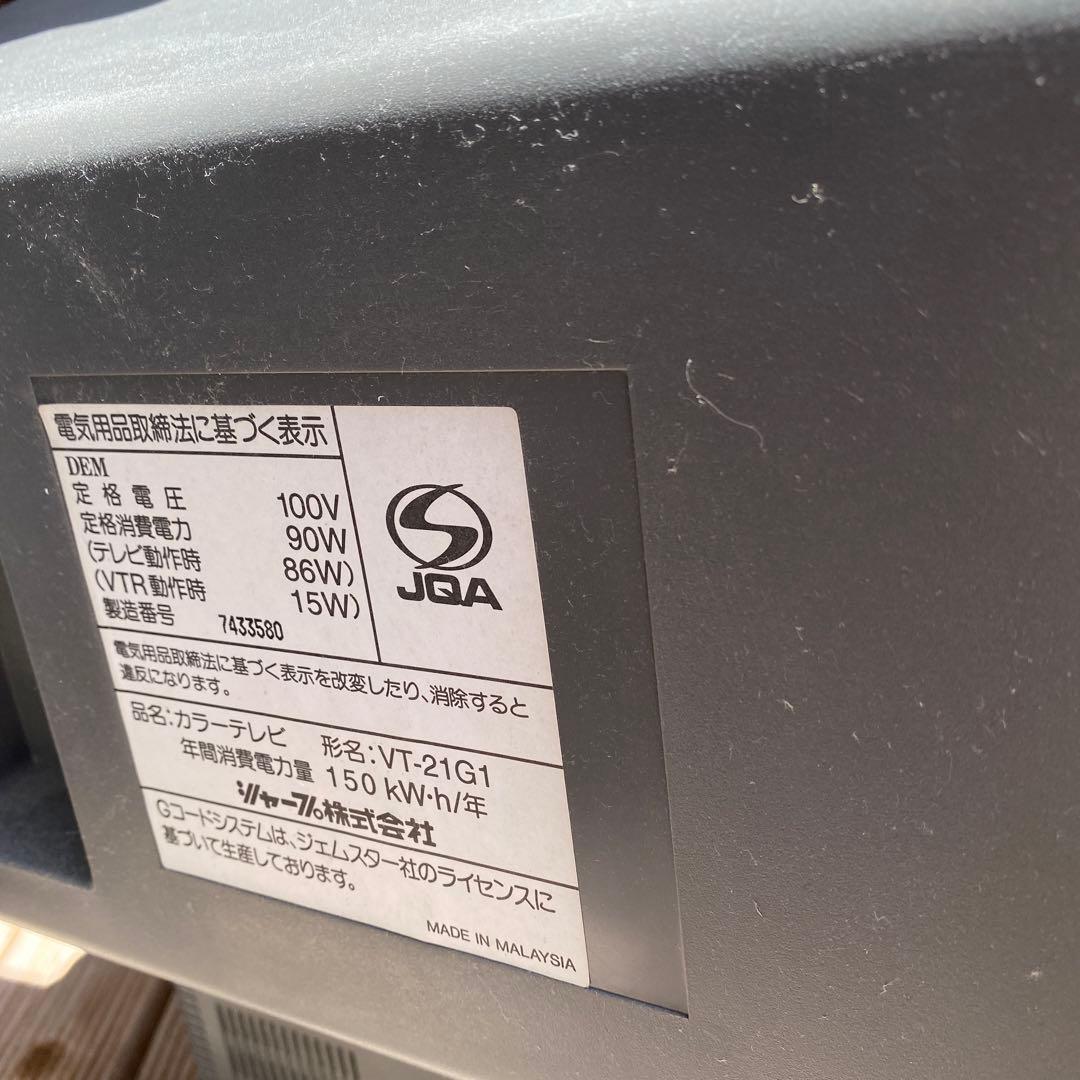 電気用品取締法に基づく表示
DEM
定格電圧 100V
定格消費電力 90W
(テレビ動作時 86W)
(VTR動作時 15W)
製造番号 7433580
JQA
電気用品取締法に基づく表示を改変したり、消除すると
違反になります。
品名:カラーテレビ 形名:VT-21G1
年間消費電力量 150kW·h/年
シャープ株式会社
Gコードシステムは、ジェムスター社のライセンスに
基づいて生産しております。
MADE IN MALAYSIA